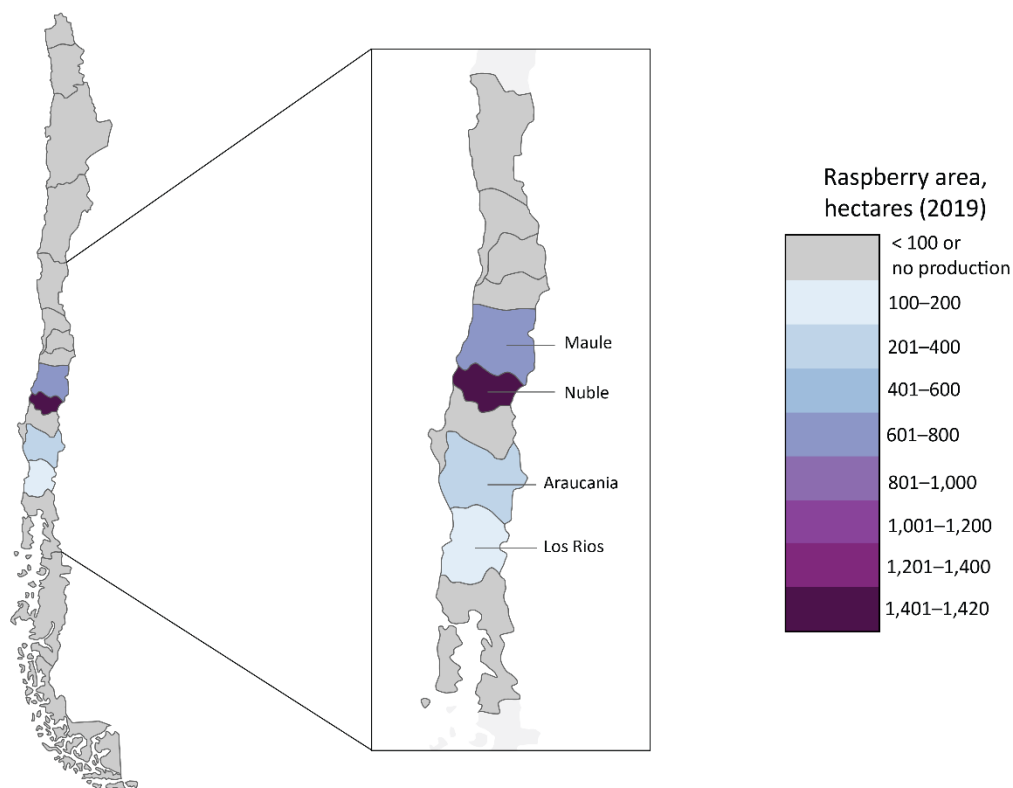 Maule
Nuble
Araucania
Los Rios
Raspberry area,
hectares (2019)
< 100 or
no production
100–200
201–400
401–600
601–800
801–1,000
1,001–1,200
1,201–1,400
1,401–1,420